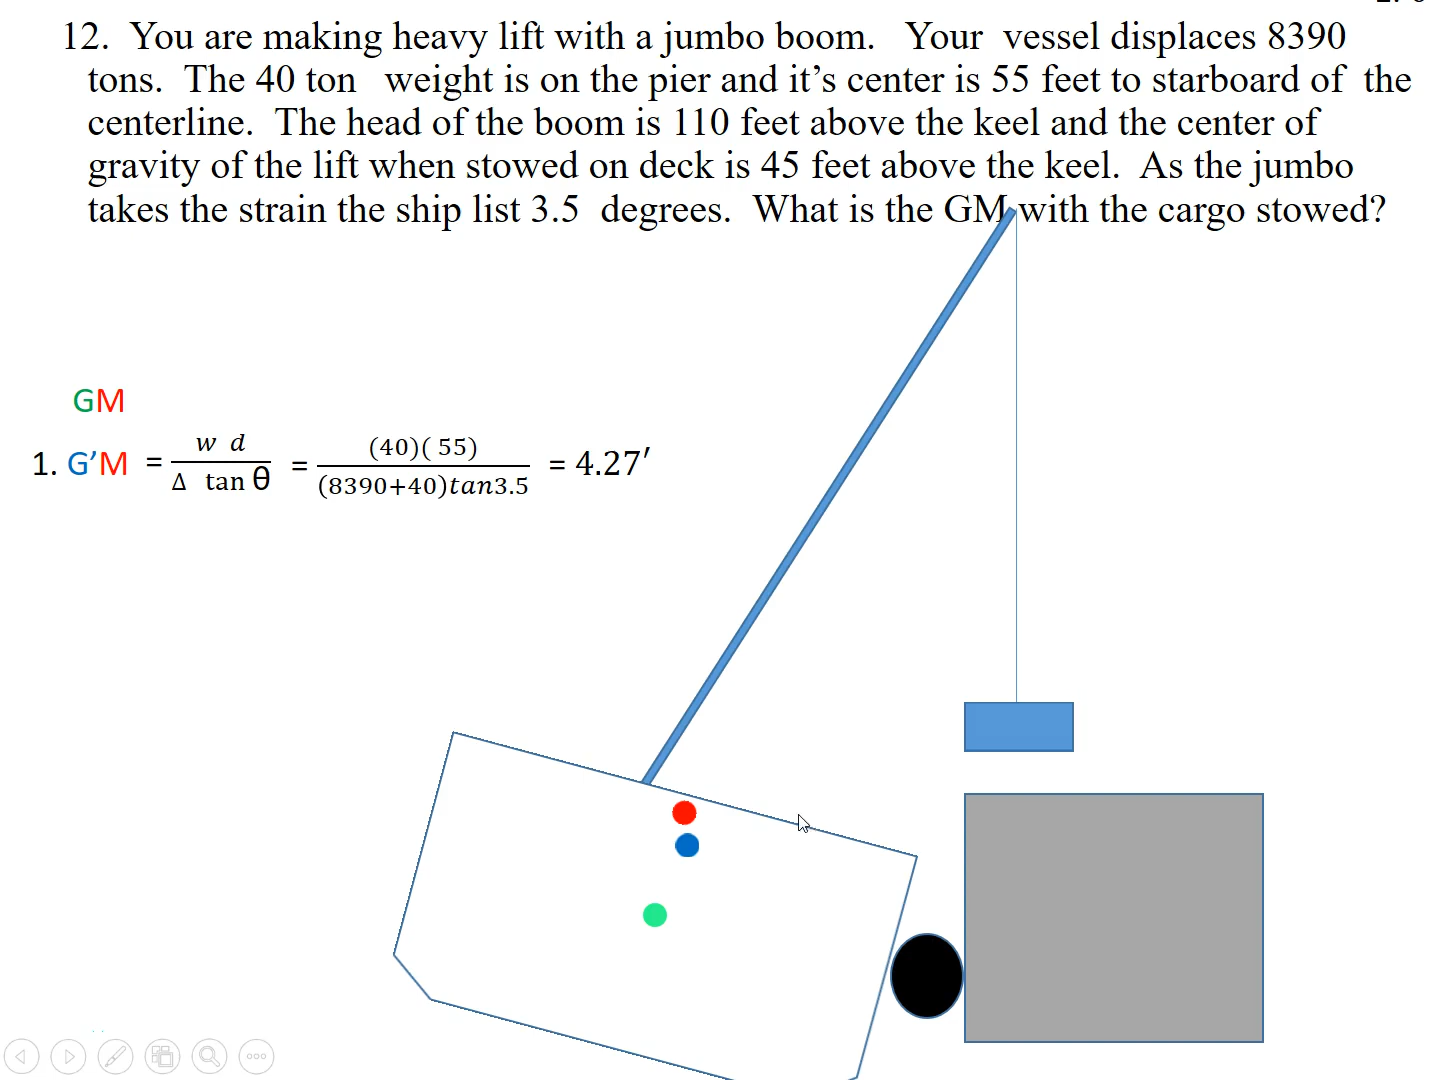 12. You are making heavy lift with a jumbo boom. Your vessel displaces 8390
tons. The 40 ton weight is on the pier and it’s center is 55 feet to starboard of the
centerline. The head of the boom is 110 feet above the keel and the center of
gravity of the lift when stowed on deck is 45 feet above the keel. As the jumbo
takes the strain the ship list 3.5 degrees. What is the GM with the cargo stowed?
GM
1. G’M = w d / Δ tan θ = (40)( 55) / (8390+40)tan3.5 = 4.27′